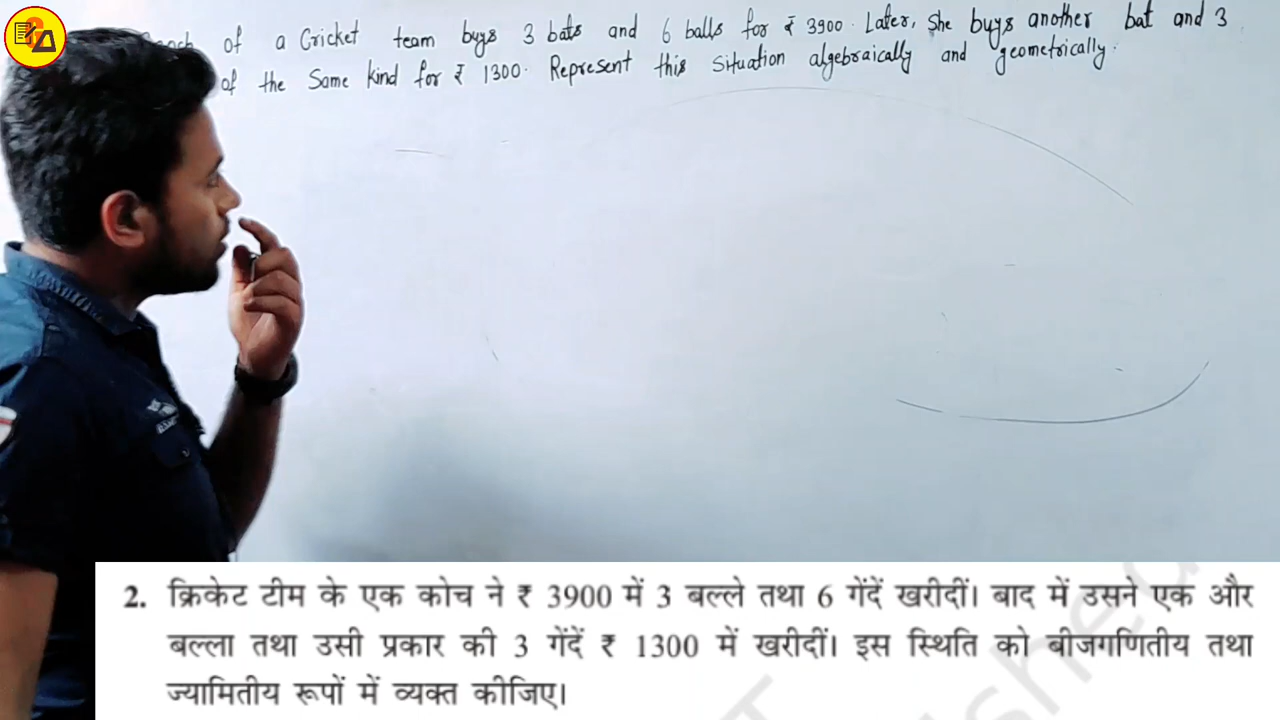 of a Cricket team buys 3 bats and 6 balls for ₹ 3900. Later, She buys another bat and 3
of the Same kind for ₹ 1300. Represent this Situation algebraically and geometrically.
2. क्रिकेट टीम के एक कोच ने ₹ 3900 में 3 बल्ले तथा 6 गेंदें खरीदीं। बाद में उसने एक और
बल्ला तथा उसी प्रकार की 3 गेंदें ₹ 1300 में खरीदीं। इस स्थिति को बीजगणितीय तथा
ज्यामितीय रूपों में व्यक्त कीजिए।